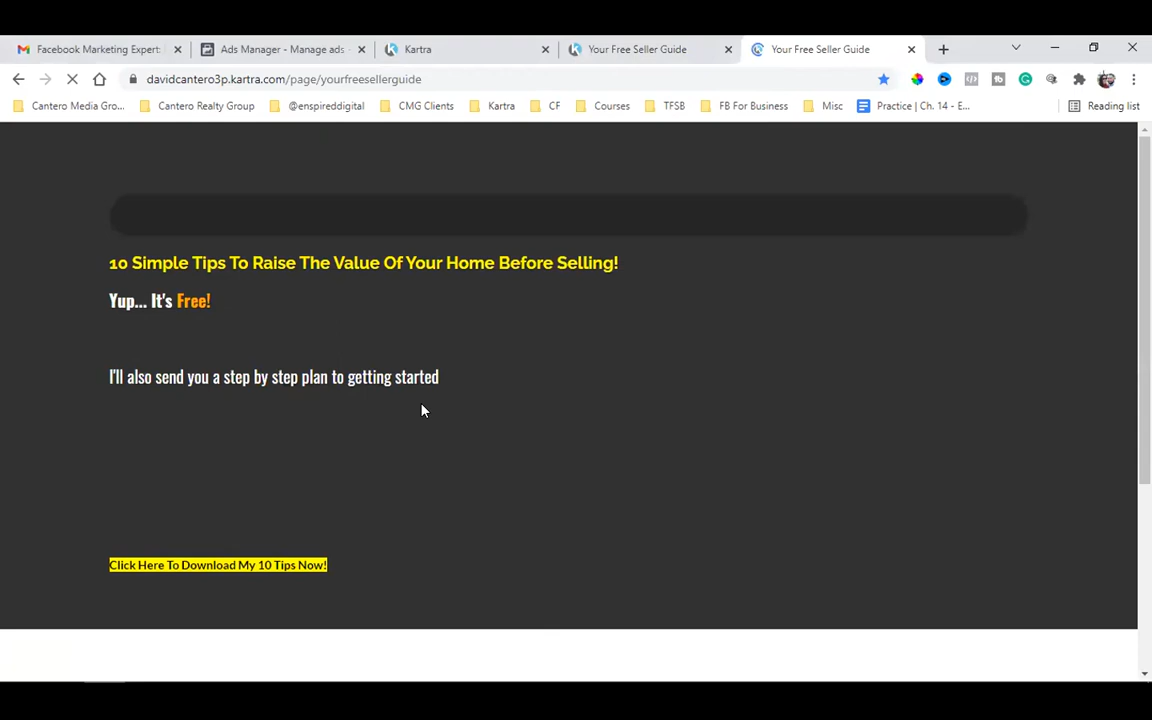 Facebook Marketing Expert:
Ads Manager - Manage ads
Kartra
Your Free Seller Guide
Your Free Seller Guide
davidcantero3p.kartra.com/page/yourfreesellerguide
Cantero Media Gro...
Cantero Realty Group
@enspireddigital
CMG Clients
Kartra
CF
Courses
TFSB
FB For Business
Misc
Practice | Ch. 14 - E...
Reading list
10 Simple Tips To Raise The Value Of Your Home Before Selling!
Yup... It's Free!
I'll also send you a step by step plan to getting started
Click Here To Download My 10 Tips Now!